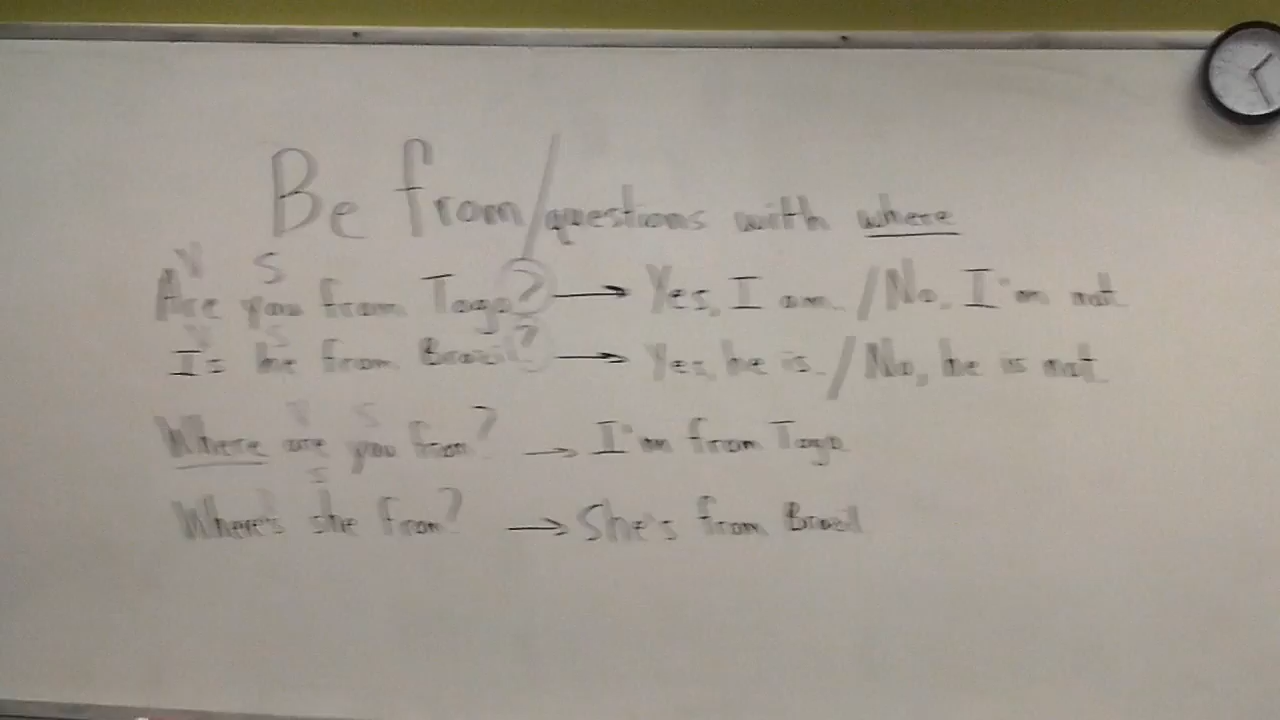 Be from/questions with where
V S
Are you from Togo? → Yes, I am. / No, I'm not
V S
Is he from Brazil? → Yes, he is. / No, he is not
V S
Where are you from? → I'm from Togo
V S
Where's she from? → She's from Brazil